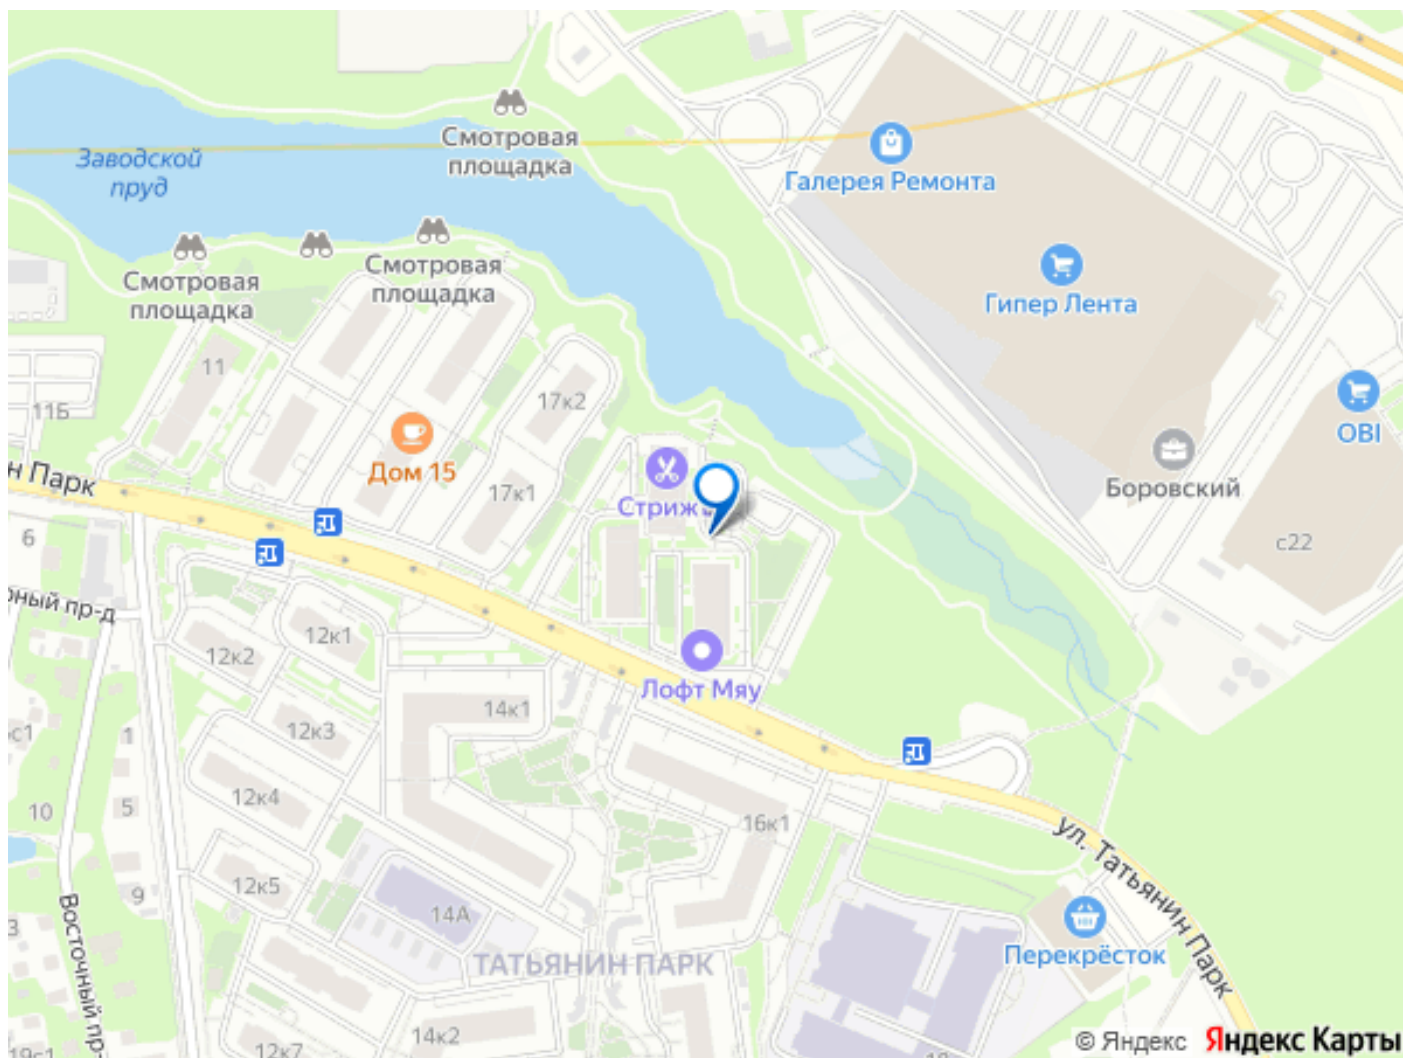 Смотровая
площадка
Заводской
пруд
Галерея Ремонта
Смотровая
площадка
Смотровая
площадка
Гипер Лента
11
11Б
17к2
OBI
Дом 15
н Парк
17к1
Боровский
Стриж
6
с22
рный пр-д
12к1
12к2
Лофт Мяу
14к1
12к3
с1
1
12к4
5
10
16к1
ул. Татьянин Парк
12к5
9
14А
3
Восточный пр-
Перекрёсток
ТАТЬЯНИН ПАРК
14к2
12к7
19с1
© Яндекс Яндекс Карты